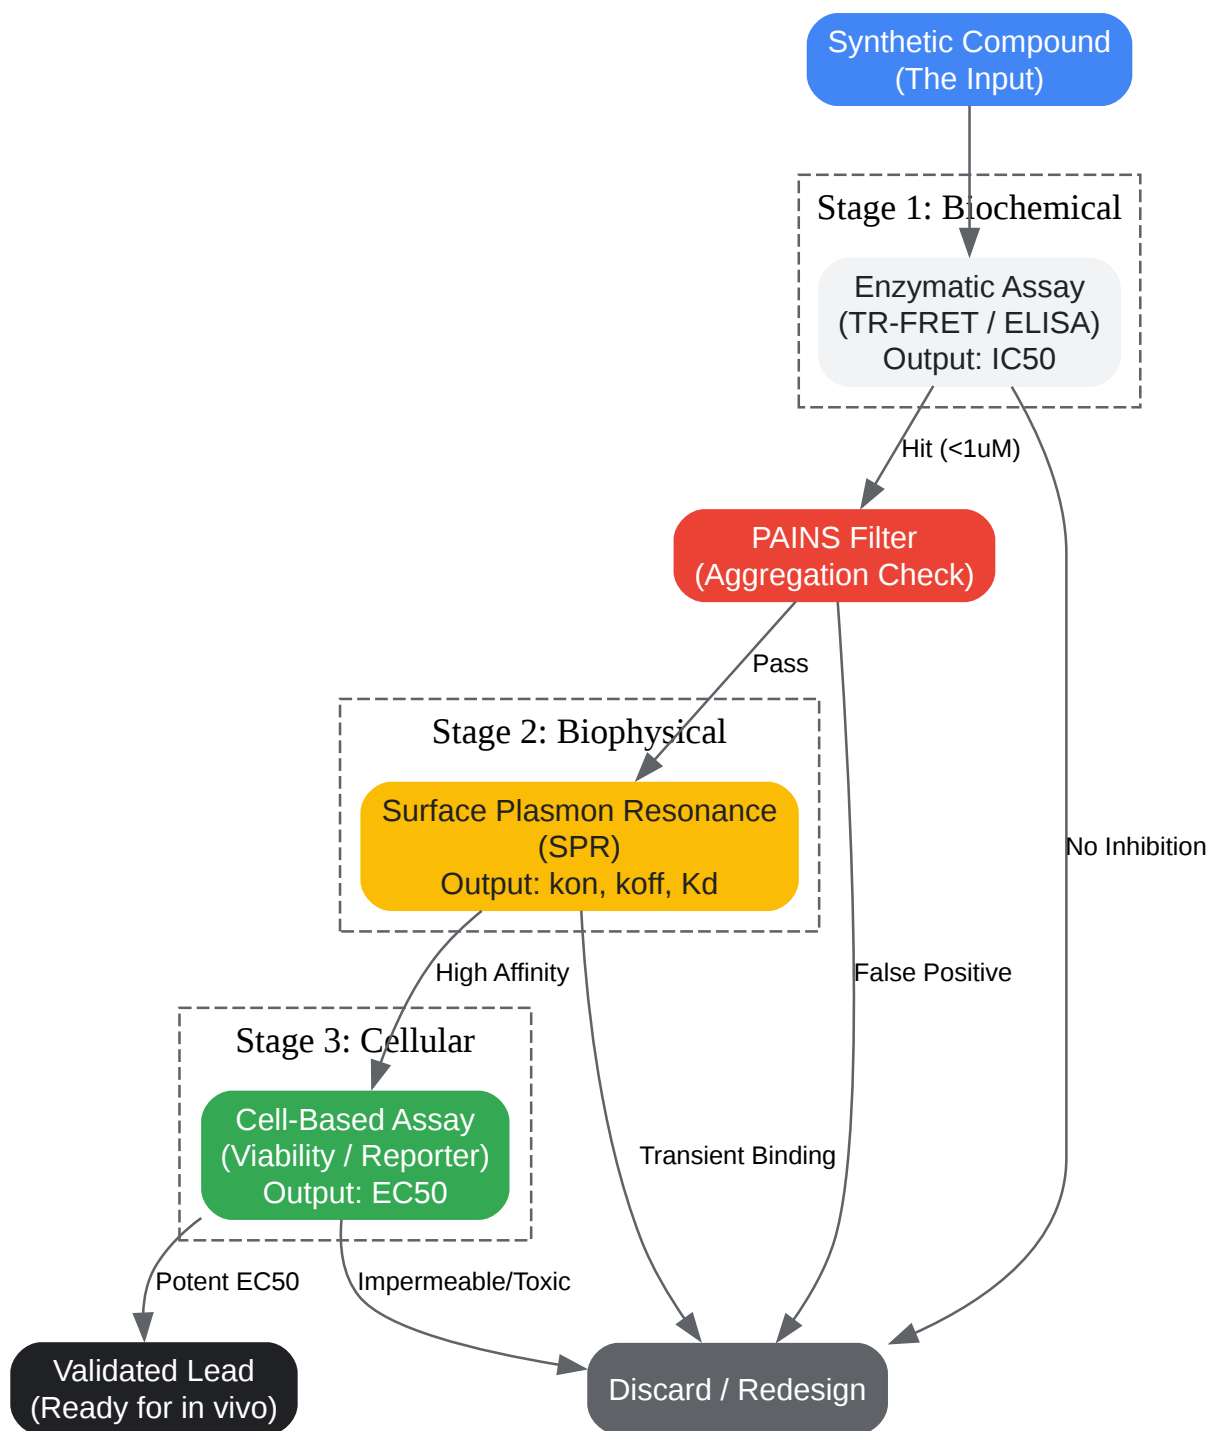 Synthetic Compound
(The Input)
Stage 1: Biochemical
Enzymatic Assay
(TR-FRET / ELISA)
Output: IC50
Hit (<1uM)
PAINS Filter
(Aggregation Check)
Pass
Stage 2: Biophysical
Surface Plasmon Resonance
(SPR)
Output: kon, koff, Kd
No Inhibition
High Affinity
False Positive
Stage 3: Cellular
Cell-Based Assay
(Viability / Reporter)
Output: EC50
Transient Binding
Potent EC50
Impermeable/Toxic
Validated Lead
(Ready for in vivo)
Discard / Redesign